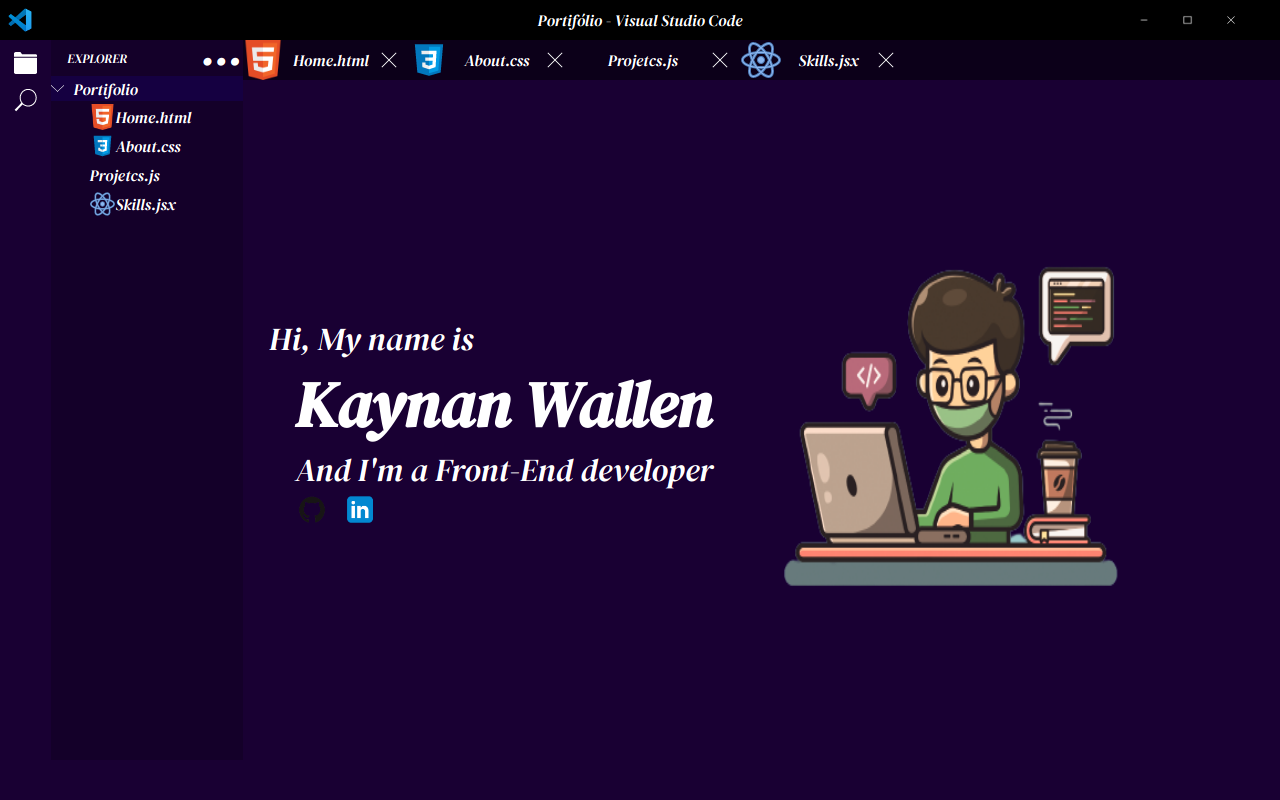 Portifólio - Visual Studio Code
EXPLORER
Home.html
About.css
Projetcs.js
Skills.jsx
Portifolio
Home.html
About.css
Projetcs.js
Skills.jsx
Hi, My name is
Kaynan Wallen
And I'm a Front-End developer